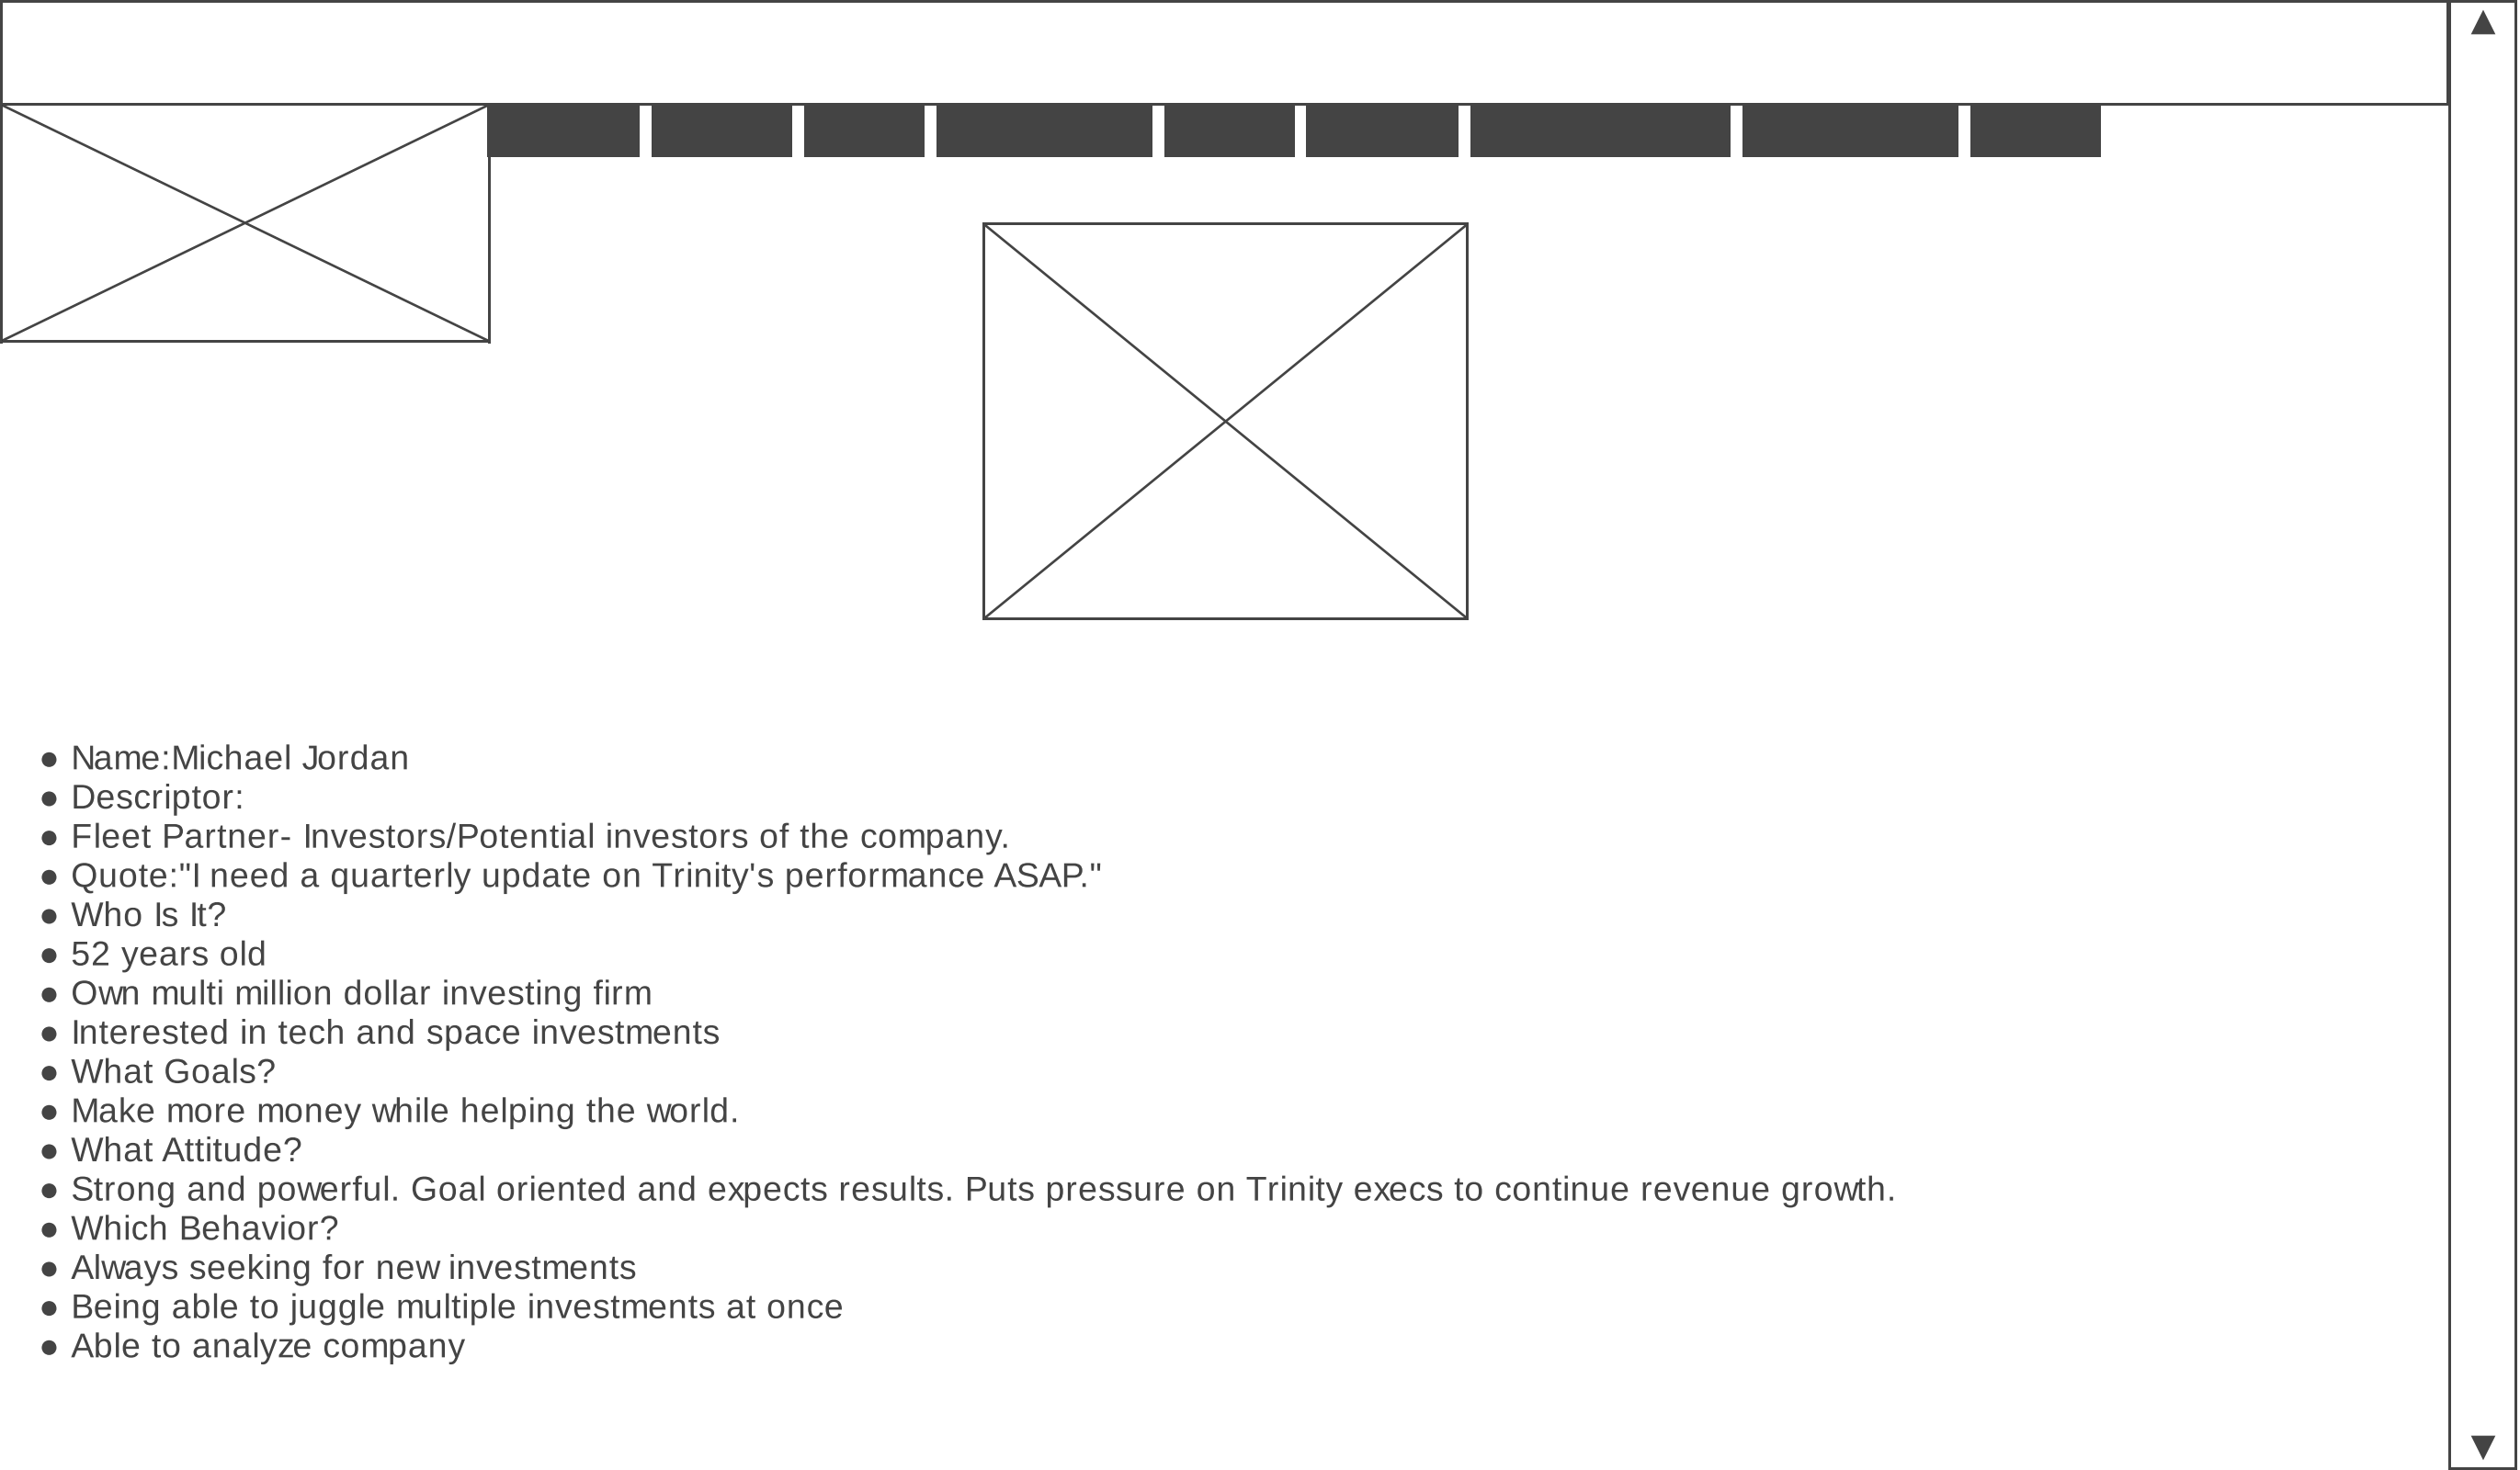 ● Name:Michael Jordan
● Descriptor:
● Fleet Partner- Investors/Potential investors of the company.
● Quote:"I need a quarterly update on Trinity's performance ASAP."
● Who Is It?
● 52 years old
● Own multi million dollar investing firm
● Interested in tech and space investments
● What Goals?
● Make more money while helping the world.
● What Attitude?
● Strong and powerful. Goal oriented and expects results. Puts pressure on Trinity execs to continue revenue growth.
● Which Behavior?
● Always seeking for new investments
● Being able to juggle multiple investments at once
● Able to analyze company